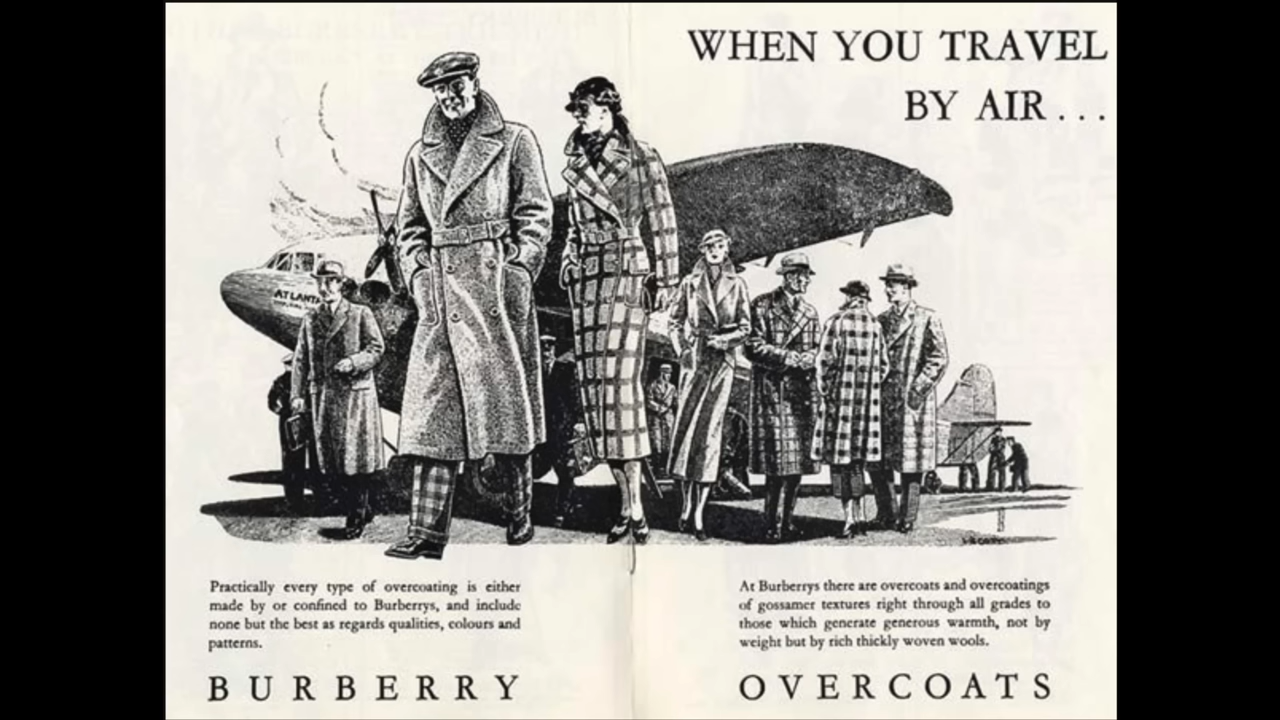 WHEN YOU TRAVEL
BY AIR...
ATLANTA
Practically every type of overcoating is either
made by or confined to Burberrys, and include
none but the best as regards qualities, colours and
patterns.
At Burberrys there are overcoats and overcoatings
of gossamer textures right through all grades to
those which generate generous warmth, not by
weight but by rich thickly woven wools.
BURBERRY OVERCOATS